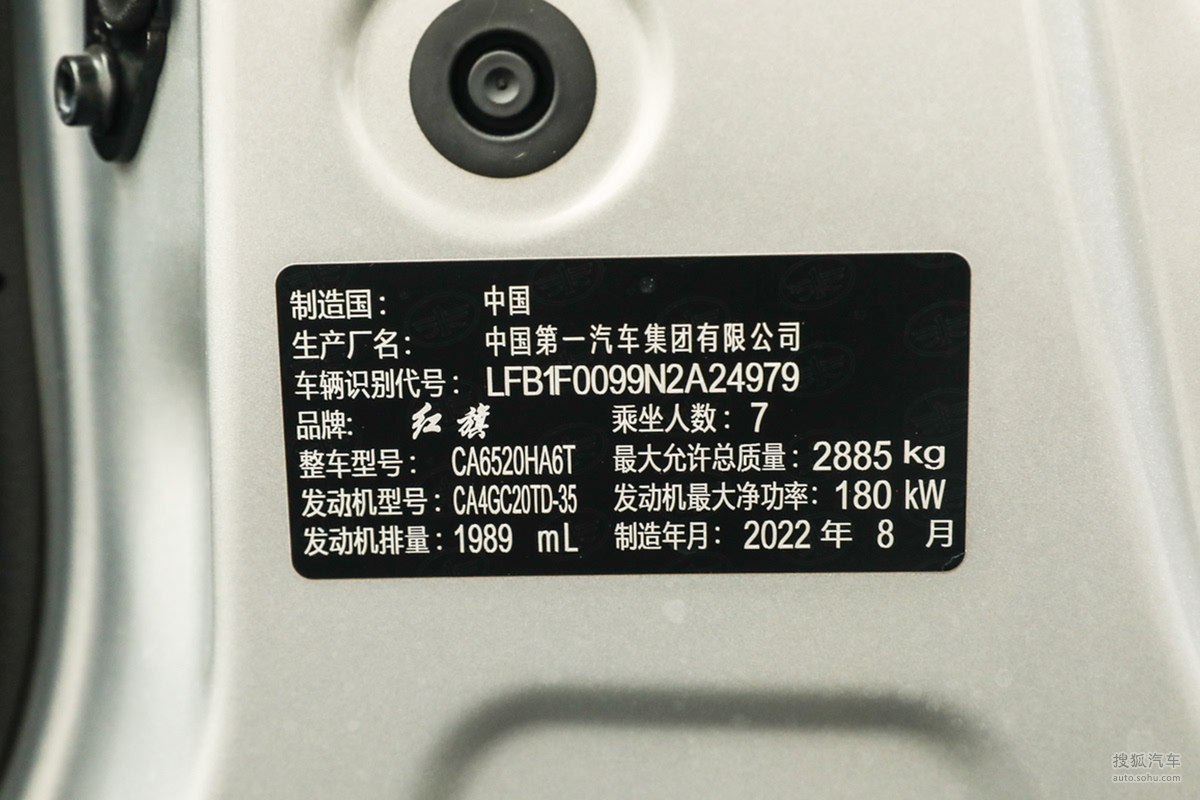 制造国： 中国
生产厂名： 中国第一汽车集团有限公司
车辆识别代号： LFB1F0099N2A24979
品牌: 红旗 乘坐人数：7
整车型号： CA6520HA6T 最大允许总质量：2885 kg
发动机型号：CA4GC20TD-35 发动机最大净功率：180 kW
发动机排量：1989 mL 制造年月： 2022 年 8 月
搜狐汽车
auto.sohu.com